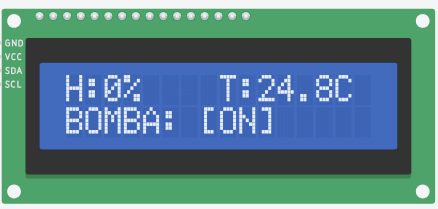 GND
VCC
SDA
SCL
H:0% T:24.8C
BOMBA: [ON]